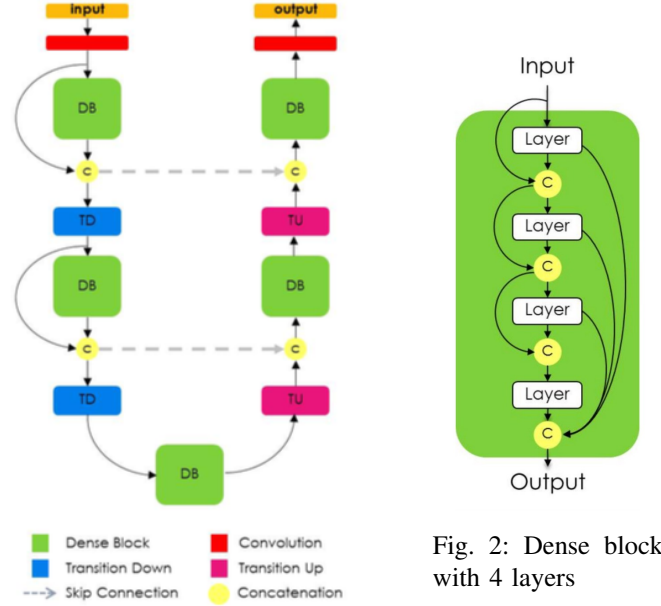 input
output
DB
DB
C
C
TD
TU
DB
DB
C
C
TD
TU
DB
Dense Block
Convolution
Transition Down
Transition Up
Skip Connection
Concatenation
Input
Layer
C
Layer
C
Layer
C
Layer
C
Output
Fig. 2: Dense block
with 4 layers